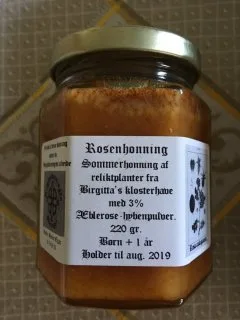 Rosenhonning
Sommerhonning af
reliktplanter fra
Birgitta's klosterhave
med 3%
Æblerose-hybenpulver.
220 gr.
Børn + 1 år
Holder til aug. 2019